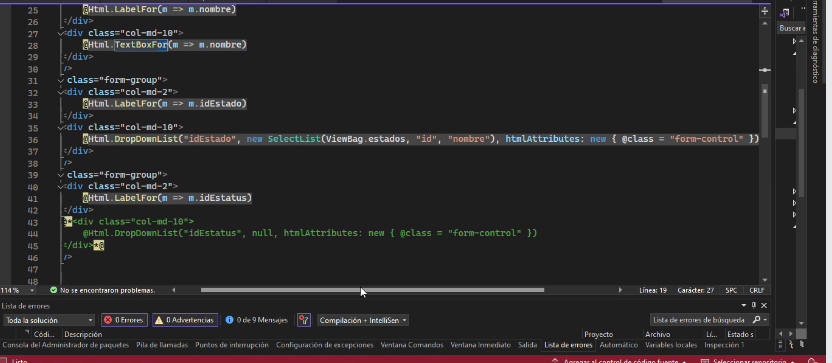 25 @Html.LabelFor(m => m.nombre)
26 </div>
27 <div class="col-md-10">
28 @Html.TextBoxFor(m => m.nombre)
29 </div>
30 />
31 class="form-group">
32 <div class="col-md-2">
33 @Html.LabelFor(m => m.idEstado)
34 </div>
35 <div class="col-md-10">
36 @Html.DropDownList("idEstado", new SelectList(ViewBag.estados, "id", "nombre"), htmlAttributes: new { @class = "form-control" })
37 </div>
38 />
39 class="form-group">
40 <div class="col-md-2">
41 @Html.LabelFor(m => m.idEstatus)
42 </div>
43 @*<div class="col-md-10">
44 @Html.DropDownList("idEstatus", null, htmlAttributes: new { @class = "form-control" })
45 </div>*@
46 />
47
48
Buscar e
ramientas de diagnóstico
114 % No se encontraron problemas. Línea: 19 Carácter: 27 SPC CRLF
Lista de errores
Toda la solución 0 Errores 0 Advertencias 0 de 9 Mensajes Compilación + IntelliSen Lista de errores de búsqueda
Códi... Descripción Proyecto Archivo Lí... Estado s
Consola del Administrador de paquetes Pila de llamadas Puntos de interrupción Configuración de excepciones Ventana Comandos Ventana Inmediato Salida Lista de errores Automático Variables locales Inspección 1
Listo Agregar al control de código fuente Seleccionar repositorio